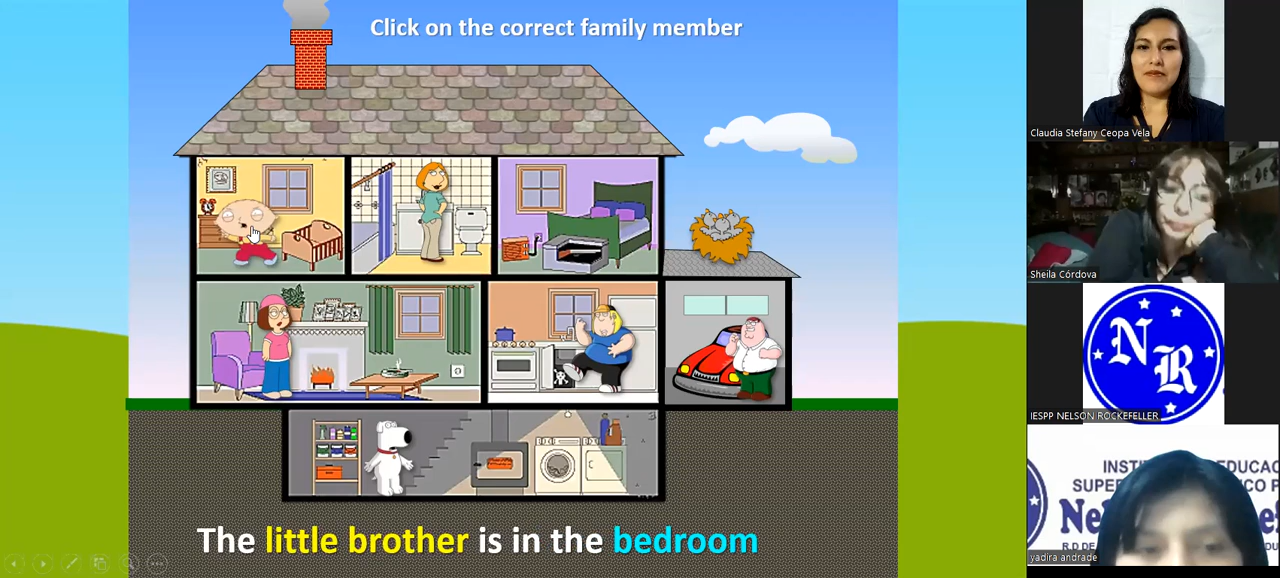 Click on the correct family member
The little brother is in the bedroom
Claudia Stefany Ceopa Vela
Sheila Córdova
NR
IESPP NELSON ROCKEFELLER
yadira andrade